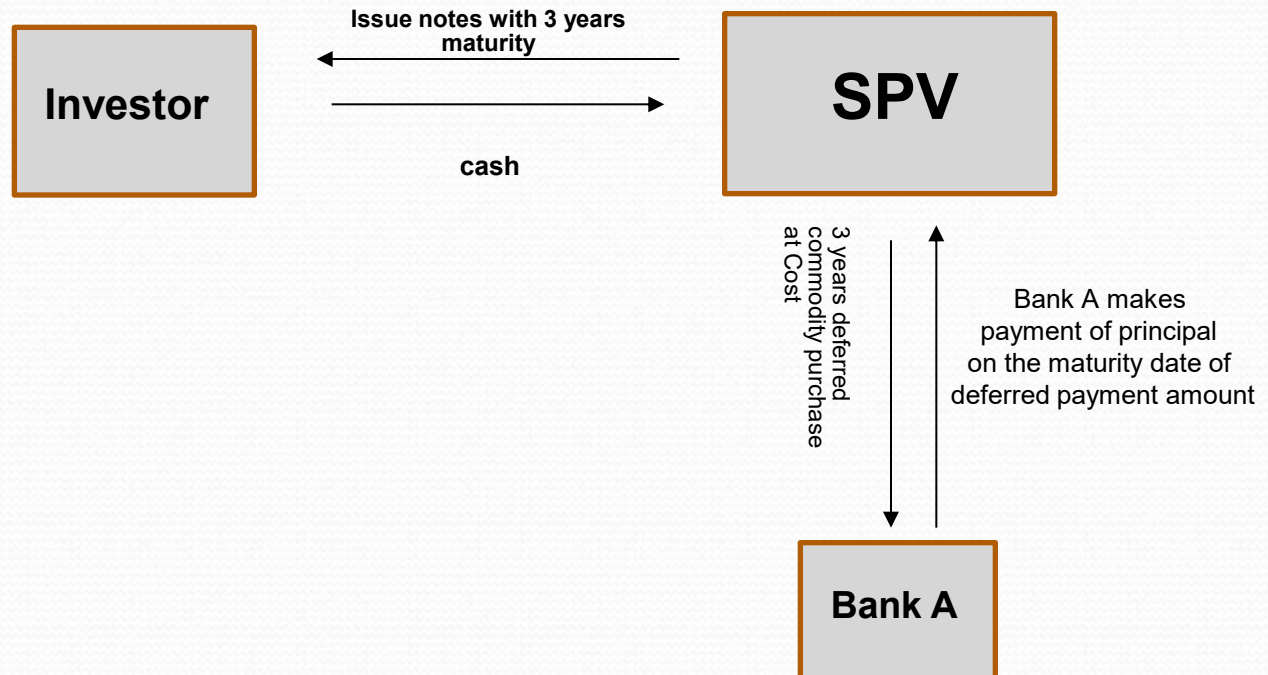 Issue notes with 3 years
maturity
Investor
SPV
cash
3 years deferred
commodity purchase
at Cost
Bank A makes
payment of principal
on the maturity date of
deferred payment amount
Bank A